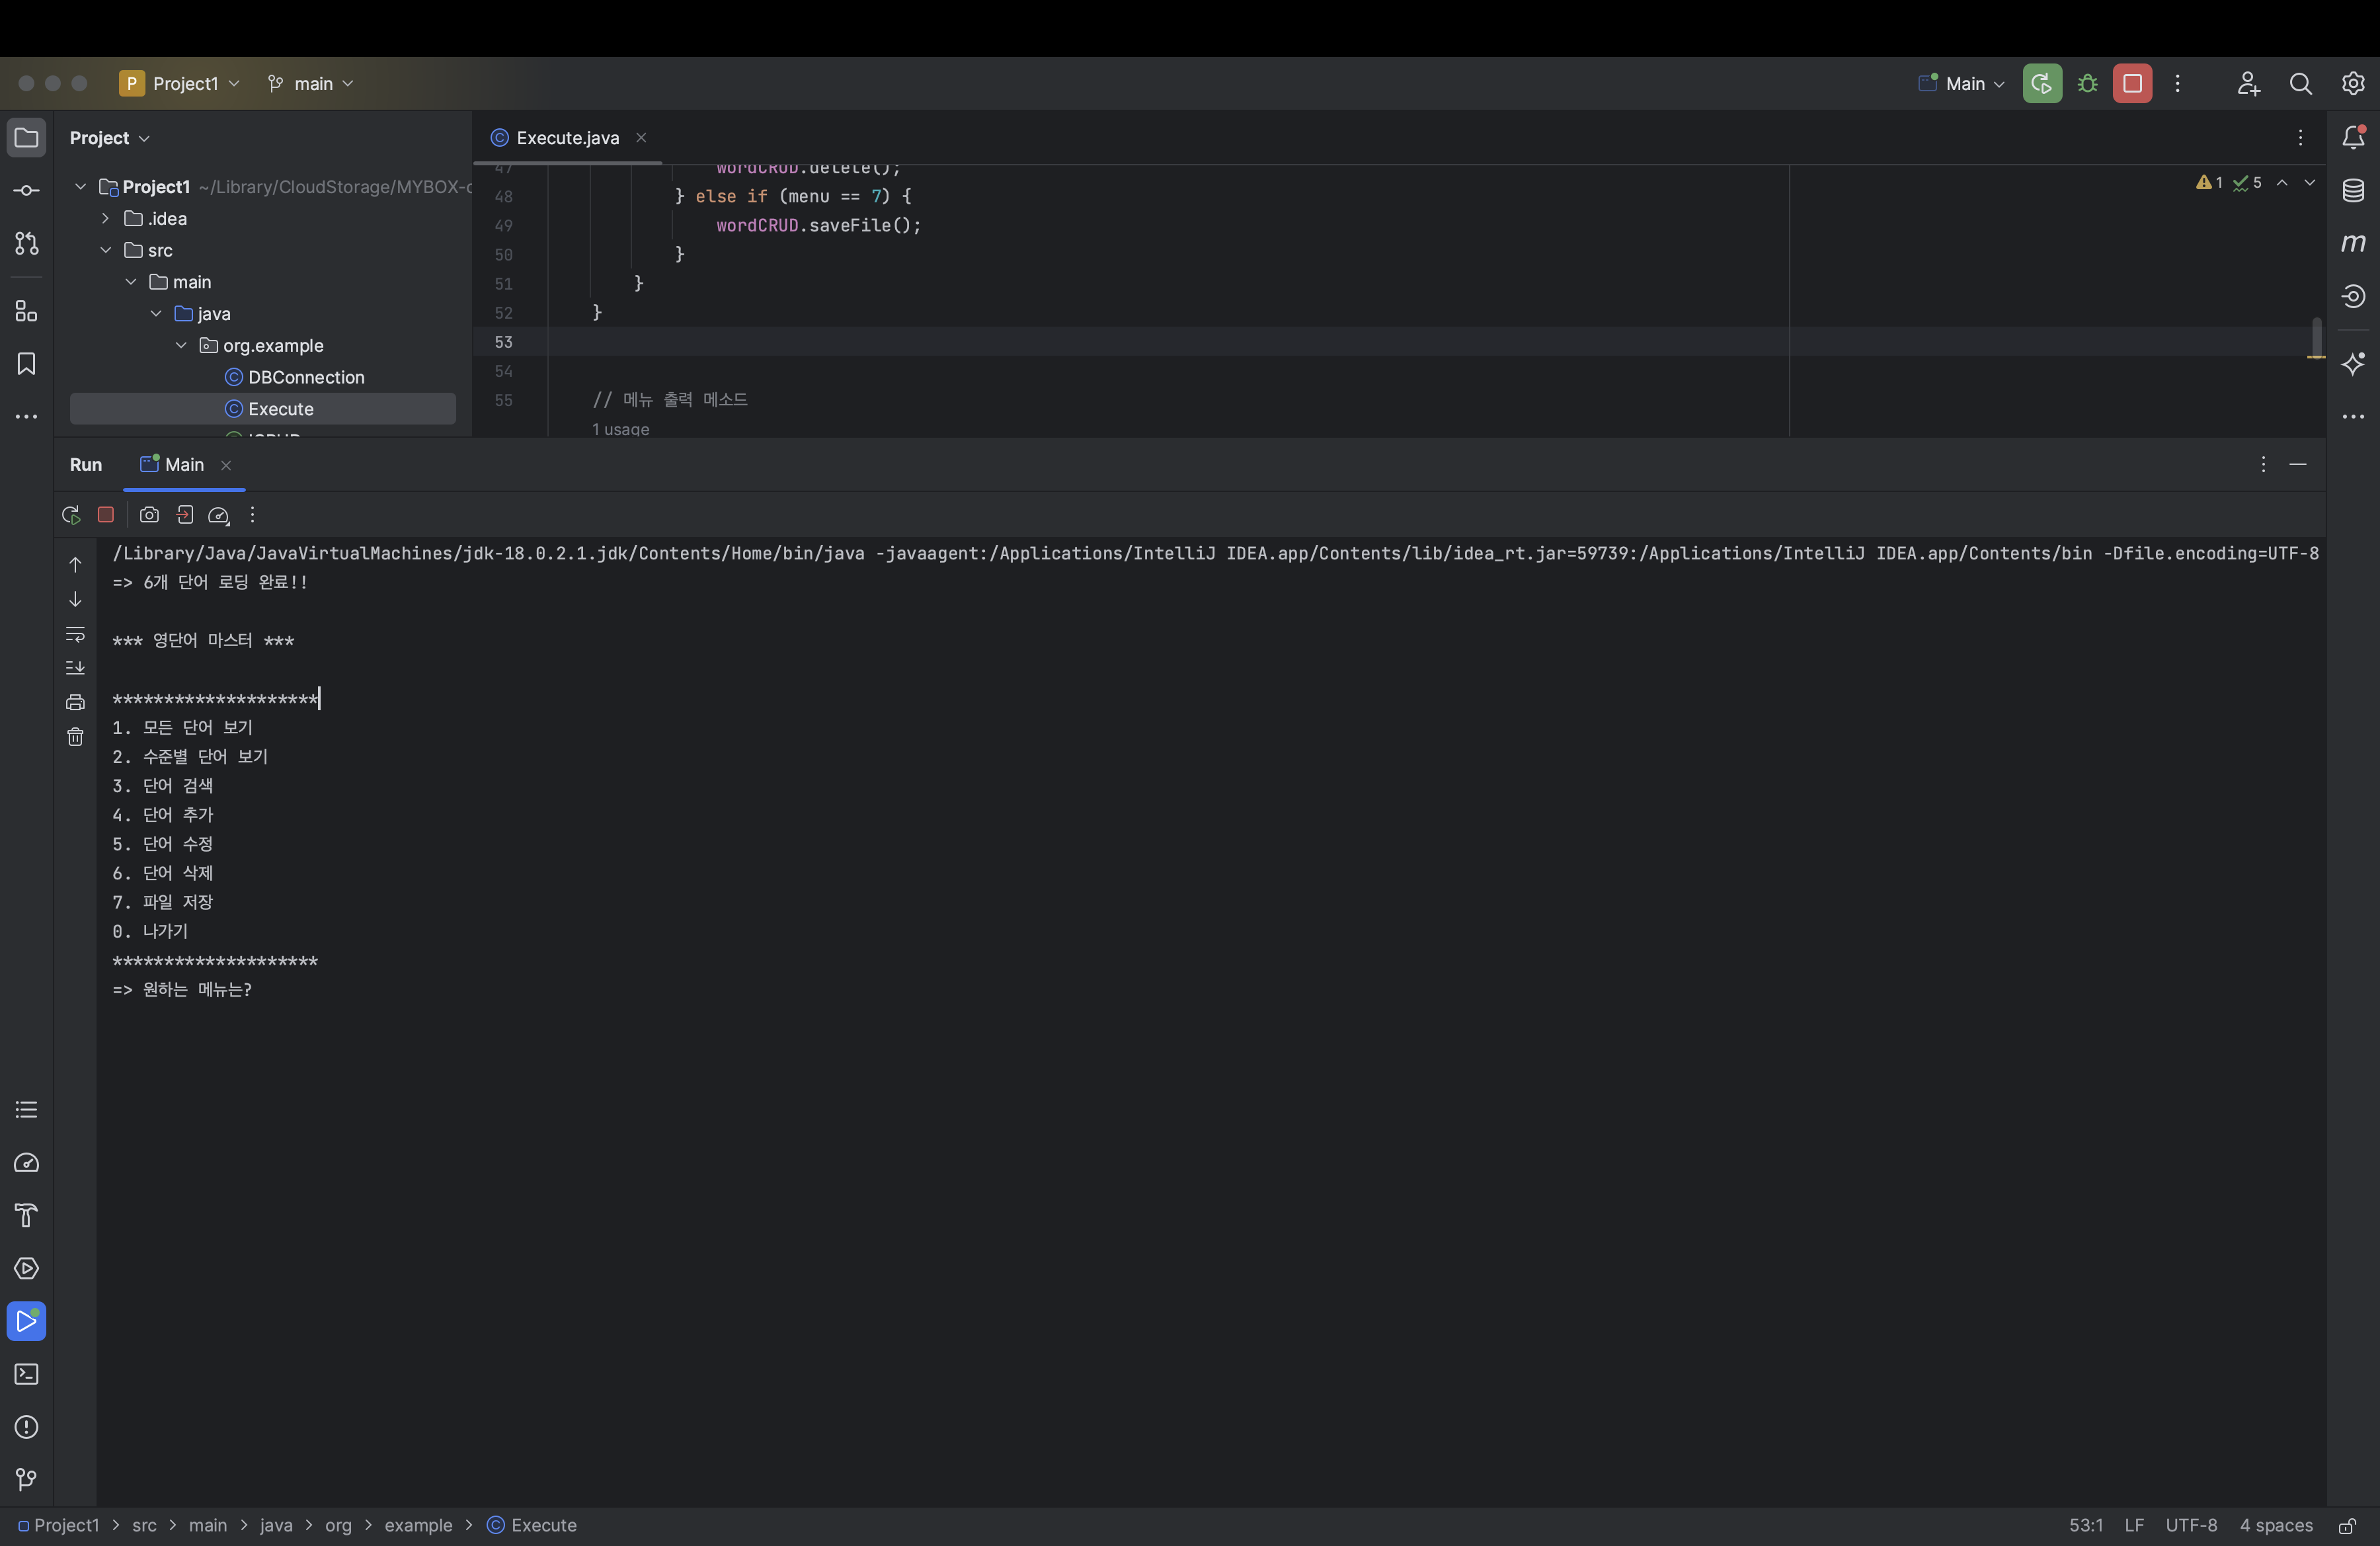 P Project1 main Main
Project
Execute.java
Project1 ~/Library/CloudStorage/MYBOX-
.idea
src
main
java
org.example
DBConnection
Execute
47 wordCRUD.delete();
48 } else if (menu == 7) {
49 wordCRUD.saveFile();
50 }
51 }
52 }
53
54
55 // 메뉴 출력 메소드
1 usage
1 5
m
Run Main
/Library/Java/JavaVirtualMachines/jdk-18.0.2.1.jdk/Contents/Home/bin/java -javaagent:/Applications/IntelliJ IDEA.app/Contents/lib/idea_rt.jar=59739:/Applications/IntelliJ IDEA.app/Contents/bin -Dfile.encoding=UTF-8
=> 6개 단어 로딩 완료!!
*** 영단어 마스터 ***
********************
1. 모든 단어 보기
2. 수준별 단어 보기
3. 단어 검색
4. 단어 추가
5. 단어 수정
6. 단어 삭제
7. 파일 저장
0. 나가기
********************
=> 원하는 메뉴는?
Project1 > src > main > java > org > example > Execute
53:1 LF UTF-8 4 spaces